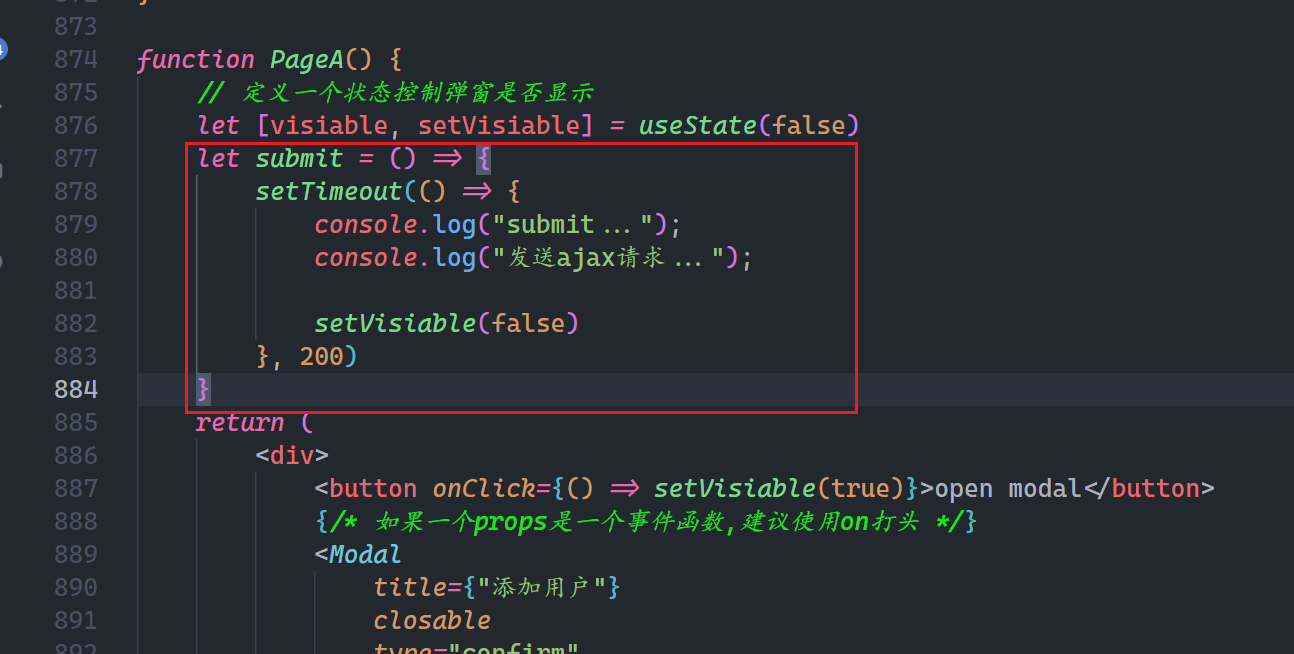 873
874 function PageA() {
875 // 定义一个状态控制弹窗是否显示
876 let [visiable, setVisiable] = useState(false)
877 let submit = () => {
878 setTimeout(() => {
879 console.log("submit...");
880 console.log("发送ajax请求...");
881
882 setVisiable(false)
883 }, 200)
884 }
885 return (
886 <div>
887 <button onClick={() => setVisiable(true)}>open modal</button>
888 {/* 如果一个props是一个事件函数,建议使用on打头 */}
889 <Modal
890 title={"添加用户"}
891 closable
892 type="confirm"